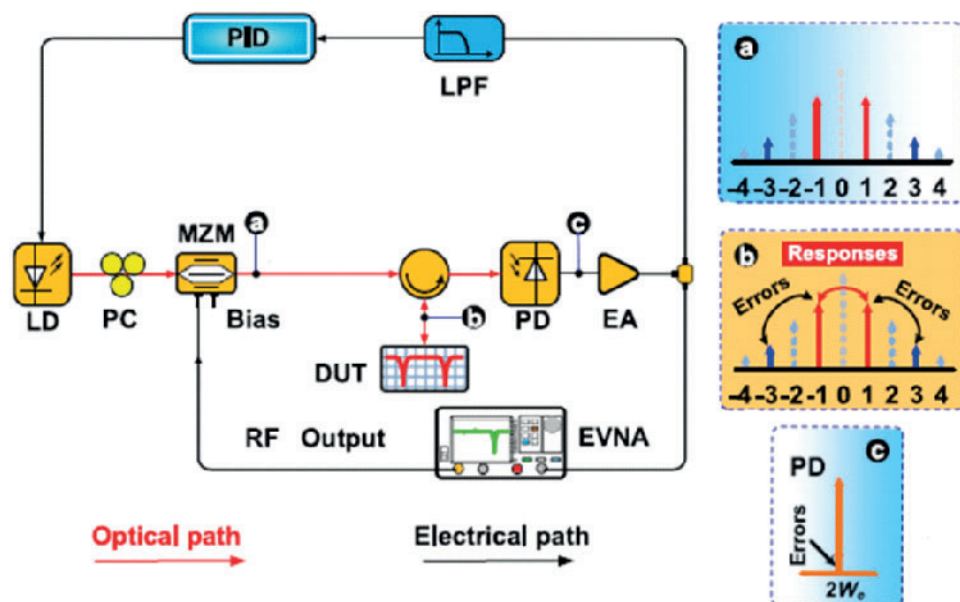 PID
LPF
a
-4 -3 -2 -1 0 1 2 3 4
MZM
a
c
LD
PC
Bias
b
PD
EA
DUT
RF Output
EVNA
Optical path
Electrical path
b
Responses
Errors
Errors
-4 -3 -2 -1 0 1 2 3 4
c
PD
Errors
2Wₑ